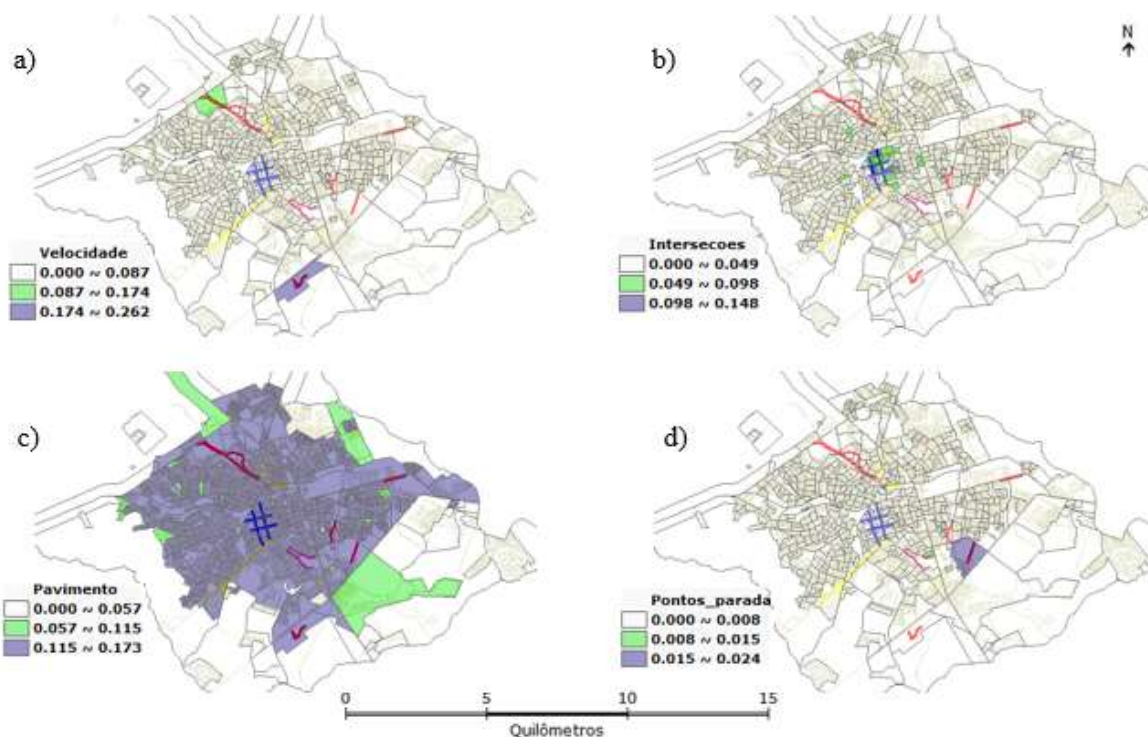 a)
b)
N
Velocidade
0.000 ~ 0.087
0.087 ~ 0.174
0.174 ~ 0.262
Intersecoes
0.000 ~ 0.049
0.049 ~ 0.098
0.098 ~ 0.148
c)
d)
Pavimento
0.000 ~ 0.057
0.057 ~ 0.115
0.115 ~ 0.173
Pontos_parada
0.000 ~ 0.008
0.008 ~ 0.015
0.015 ~ 0.024
0 5 10 15
Quilômetros